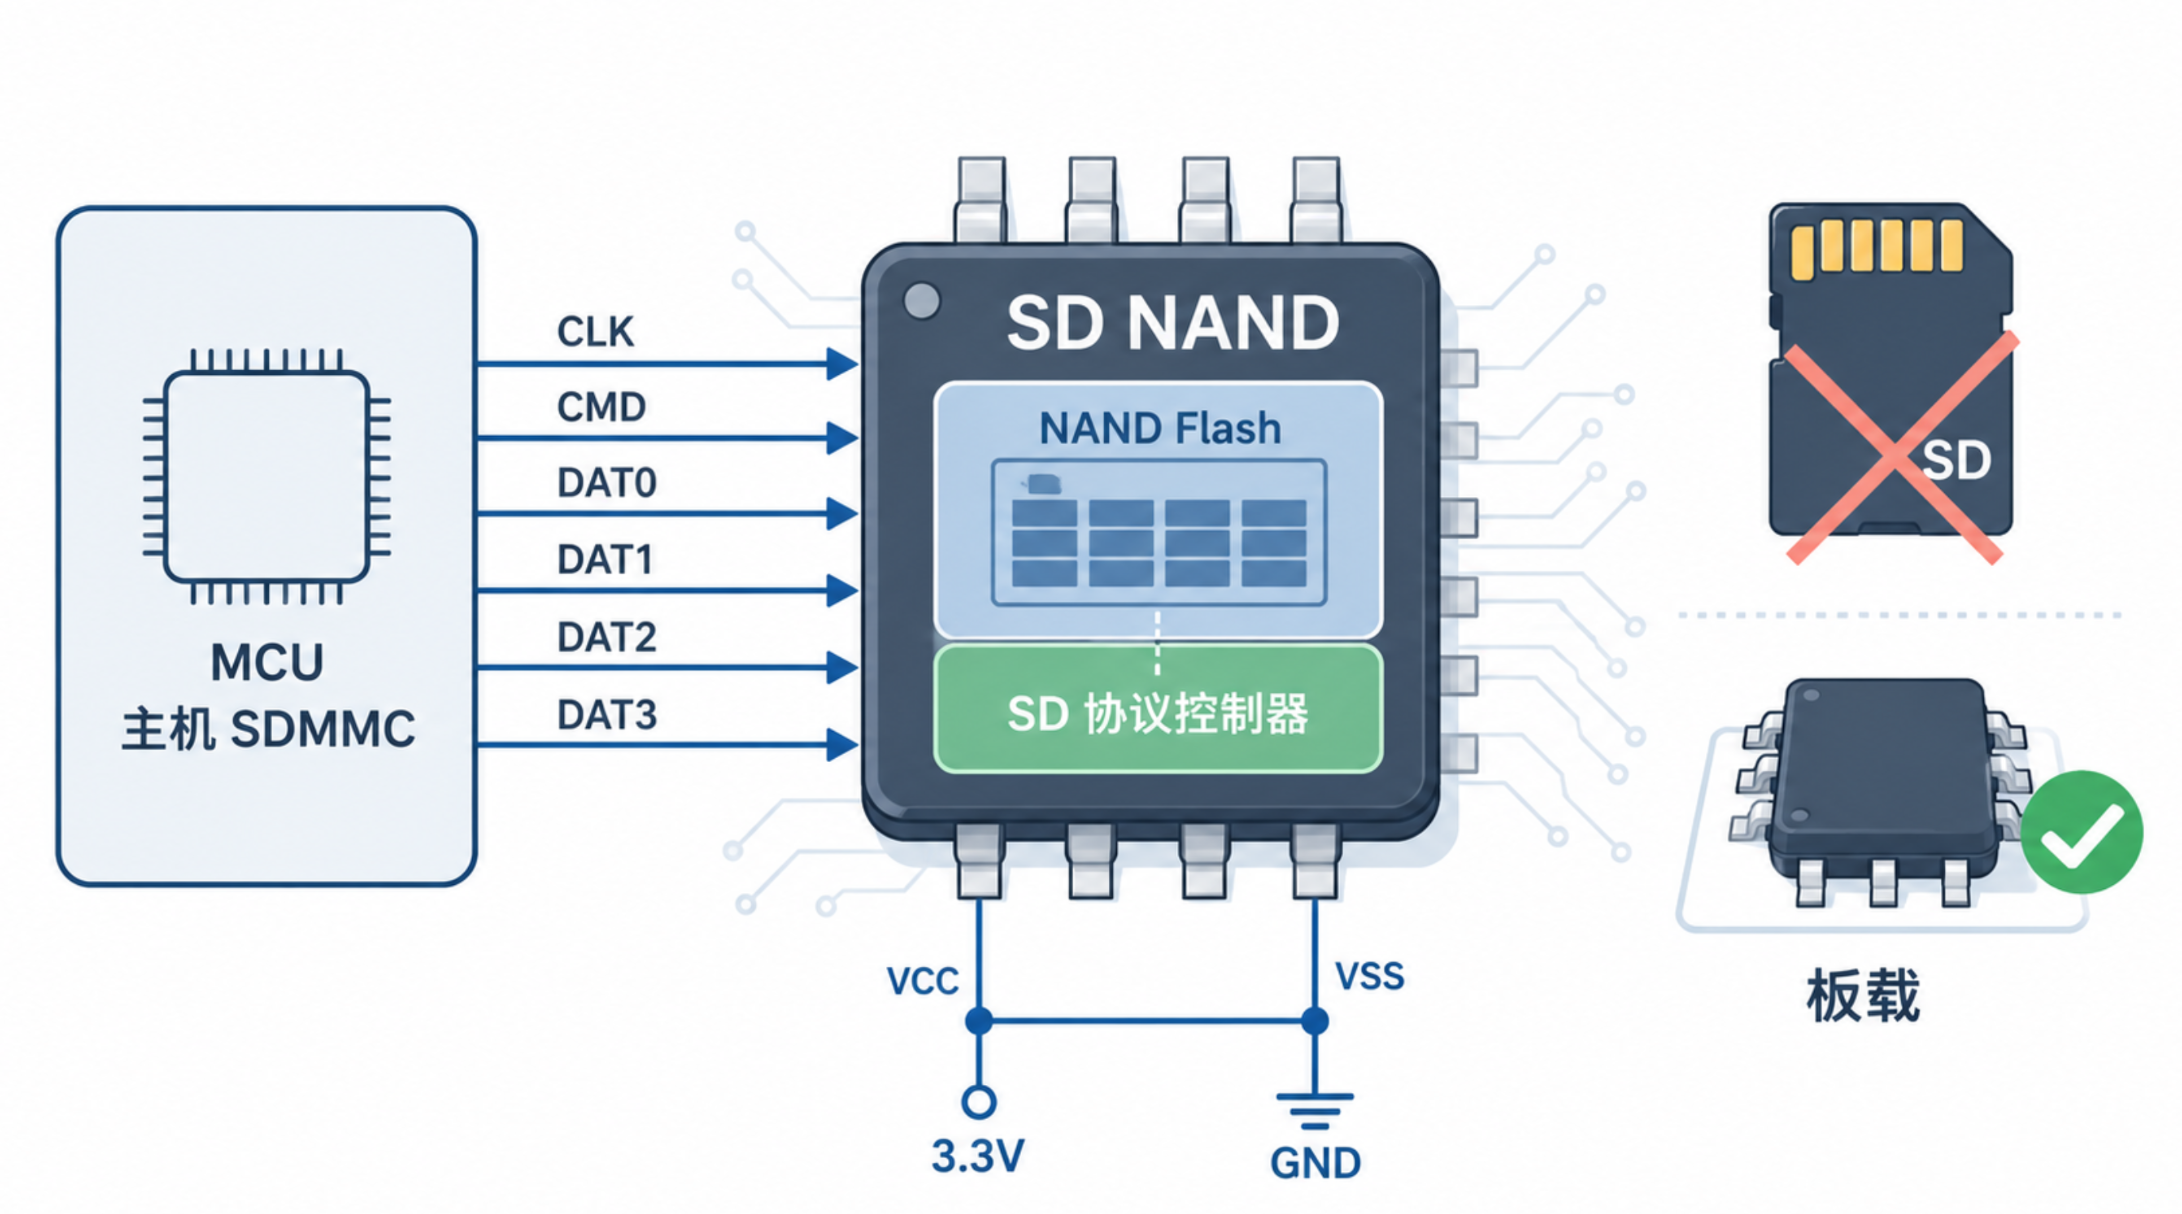 CLK
CMD
DAT0
DAT1
DAT2
DAT3
MCU
主机 SDMMC
SD NAND
NAND Flash
SD 协议控制器
VCC
VSS
3.3V
GND
SD
板载